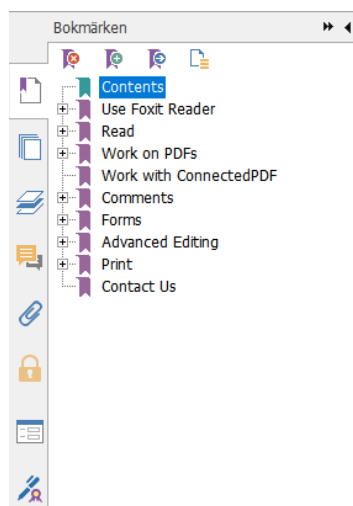 Bokmärken
Contents
Use Foxit Reader
Read
Work on PDFs
Work with ConnectedPDF
Comments
Forms
Advanced Editing
Print
Contact Us